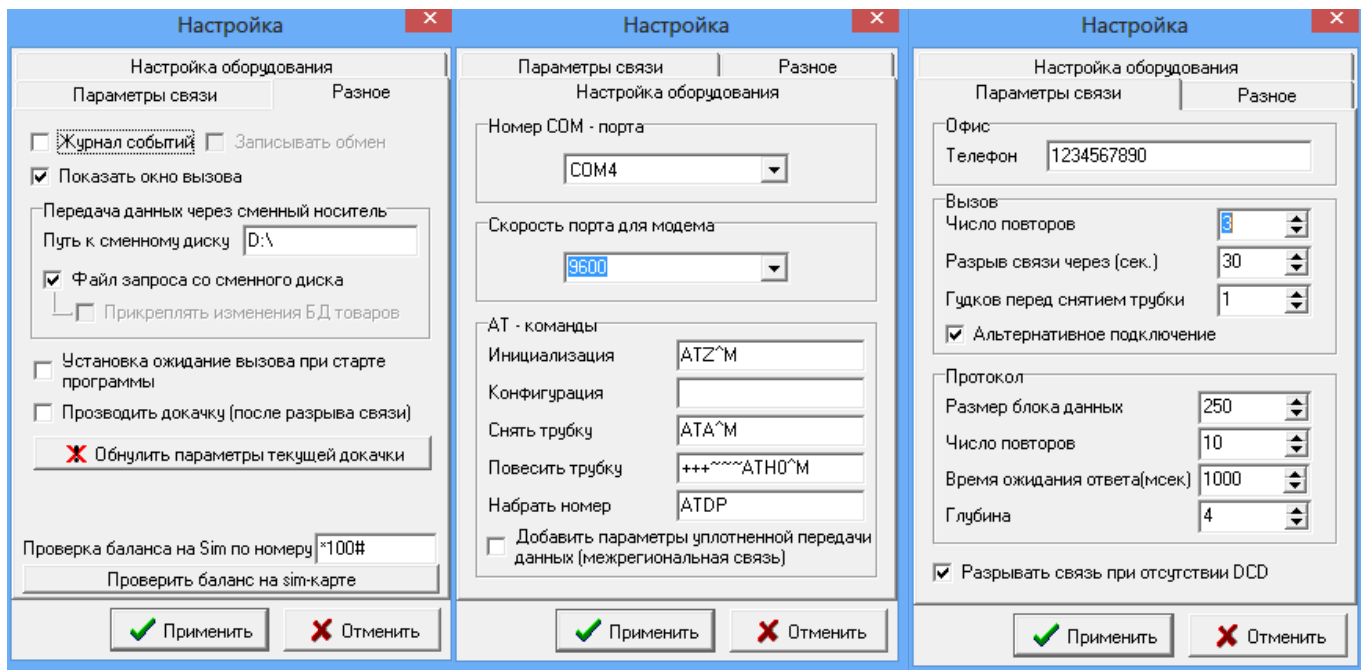 Настройка
Настройка оборудования
Параметры связи
Разное
Журнал событий
Записывать обмен
Показать окно вызова
Передача данных через сменный носитель
Путь к сменному диску
D:\
Файл запроса со сменного диска
Прикреплять изменения БД товаров
Установка ожидание вызова при старте
программы
Прозводить докачку (после разрыва связи)
Обнулить параметры текущей докачки
Проверка баланса на Sim по номеру *100#
Проверить баланс на sim-карте
Применить
Отменить
Настройка
Параметры связи
Разное
Настройка оборудования
Номер COM - порта
COM4
Скорость порта для модема
9600
AT - команды
Инициализация ATZ^M
Конфигурация
Снять трубку ATA^M
Повесить трубку +++~~~ATH0^M
Набрать номер ATDP
Добавить параметры уплотненной передачи
данных (межрегиональная связь)
Применить
Отменить
Настройка
Настройка оборудования
Параметры связи
Разное
Офис
Телефон 1234567890
Вызов
Число повторов 3
Разрыв связи через (сек.) 30
Гудков перед снятием трубки 1
Альтернативное подключение
Протокол
Размер блока данных 250
Число повторов 10
Время ожидания ответа(мсек) 1000
Глубина 4
Разрывать связь при отсутствии DCD
Применить
Отменить